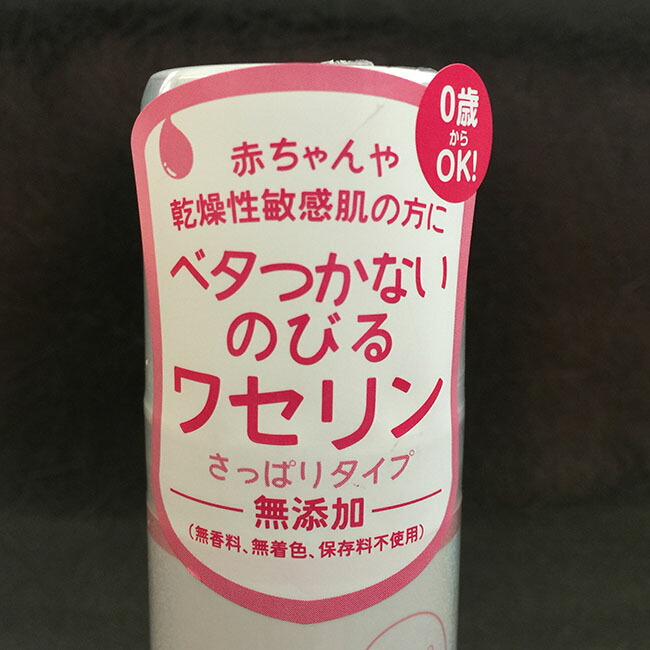 0歳
から
OK!
赤ちゃんや
乾燥性敏感肌の方に
ベタつかない
のびる
ワセリン
さっぱりタイプ
無添加
(無香料、無着色、保存料不使用)